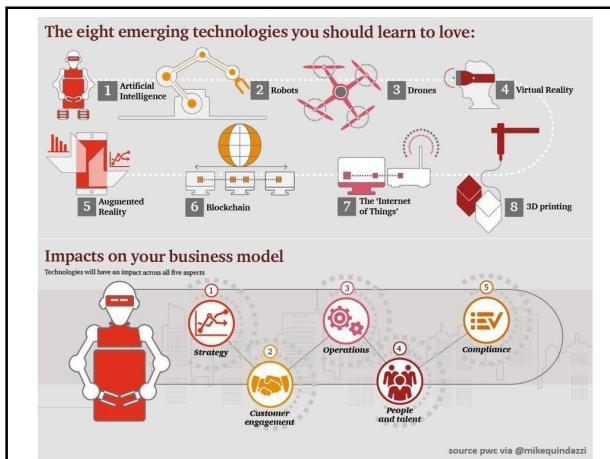 The eight emerging technologies you should learn to love:
1 Artificial
Intelligence
2 Robots
3 Drones
4 Virtual Reality
5 Augmented
Reality
6 Blockchain
7 The 'Internet
of Things'
8 3D printing
Impacts on your business model
Technologies will have an impact across all five aspects
1
Strategy
2
Customer
engagement
3
Operations
4
People
and talent
5
Compliance
source pwc via @mikequindazzi